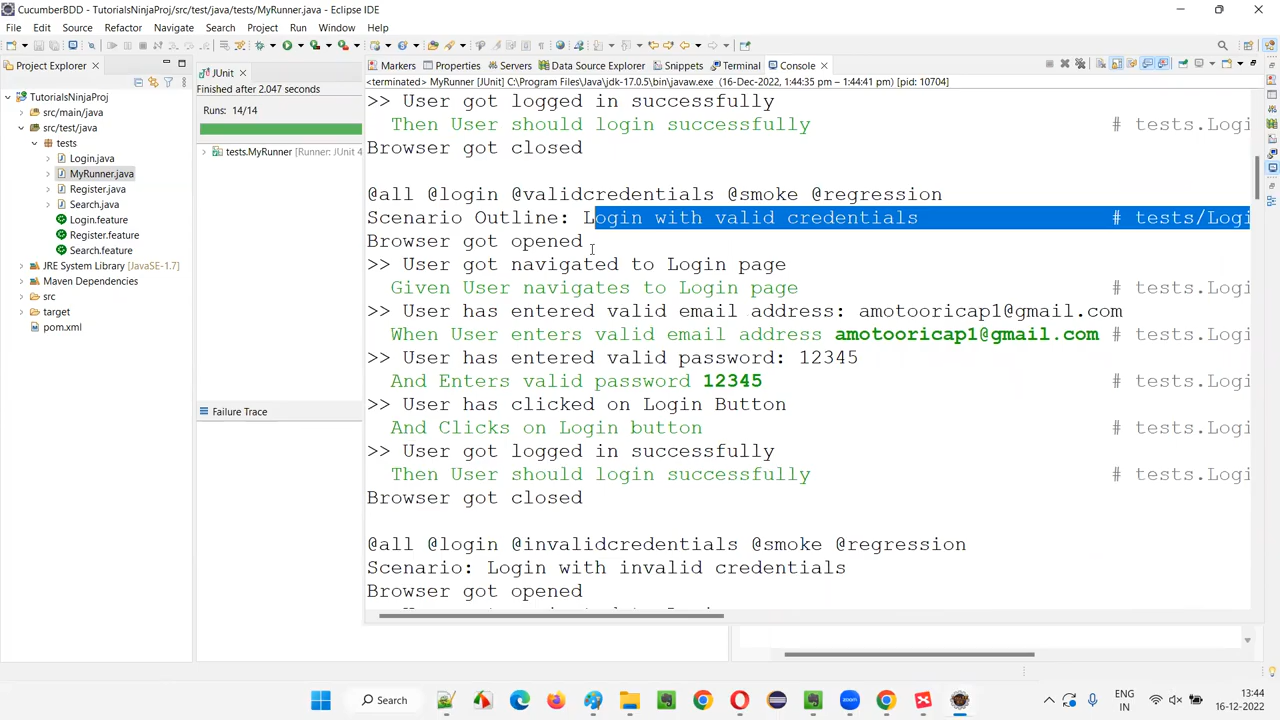 CucumberBDD - TutorialsNinjaProj/src/test/java/tests/MyRunner.java - Eclipse IDE
File Edit Source Refactor Navigate Search Project Run Window Help
Project Explorer
TutorialsNinjaProj
src/main/java
src/test/java
tests
Login.java
MyRunner.java
Register.java
Search.java
Login.feature
Register.feature
Search.feature
JRE System Library [JavaSE-1.7]
Maven Dependencies
src
target
pom.xml
JUnit
Finished after 2.047 seconds
Runs: 14/14
tests.MyRunner [Runner: JUnit 4
Failure Trace
Markers Properties Servers Data Source Explorer Snippets Terminal Console
<terminated> MyRunner [JUnit] C:\Program Files\Java\jdk-17.0.5\bin\javaw.exe (16-Dec-2022, 1:44:35 pm – 1:44:41 pm) [pid: 10704]
>> User got logged in successfully
Then User should login successfully # tests.Logi
Browser got closed
@all @login @validcredentials @smoke @regression
Scenario Outline: Login with valid credentials # tests/Logi
Browser got opened
>> User got navigated to Login page
Given User navigates to Login page # tests.Logi
>> User has entered valid email address: amotooricap1@gmail.com
When User enters valid email address amotooricap1@gmail.com # tests.Logi
>> User has entered valid password: 12345
And Enters valid password 12345 # tests.Logi
>> User has clicked on Login Button
And Clicks on Login button # tests.Logi
>> User got logged in successfully
Then User should login successfully # tests.Logi
Browser got closed
@all @login @invalidcredentials @smoke @regression
Scenario: Login with invalid credentials
Browser got opened
Search
ENG
IN
13:44
16-12-2022